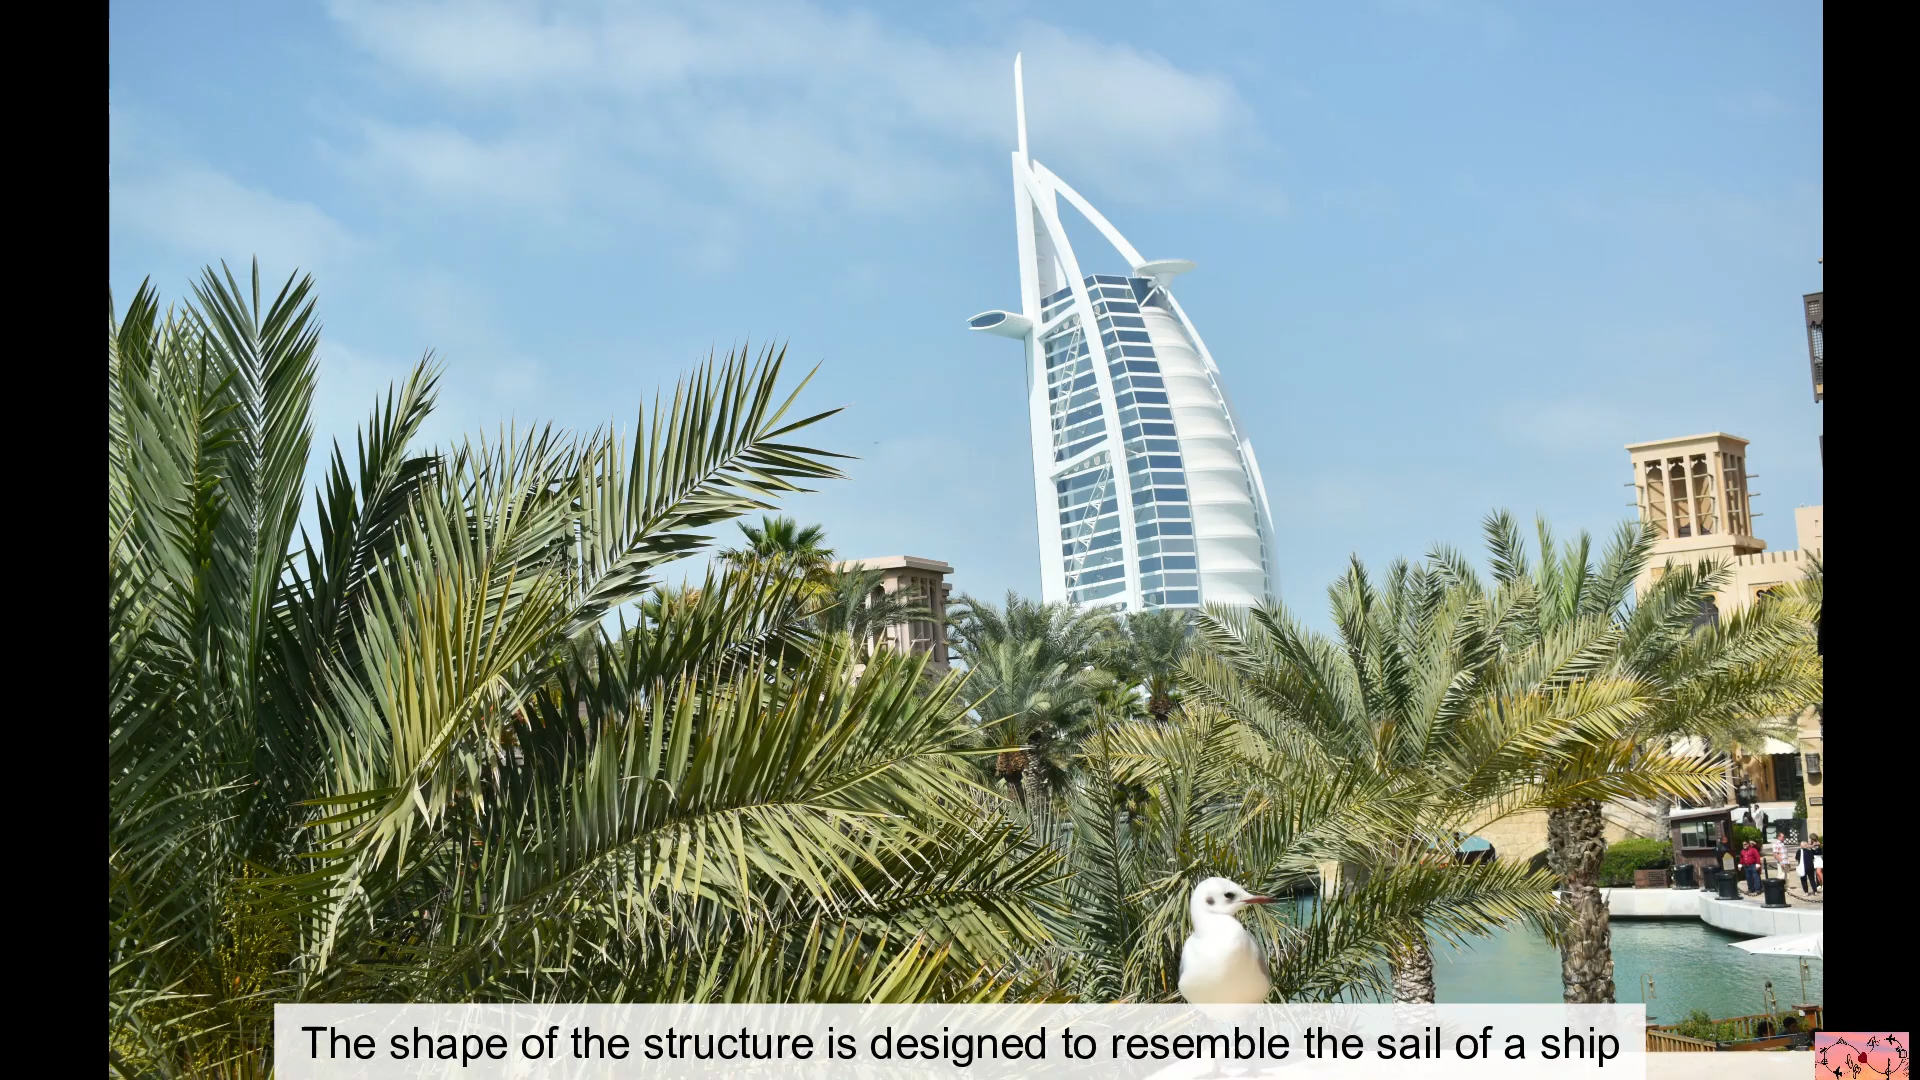 The shape of the structure is designed to resemble the sail of a ship